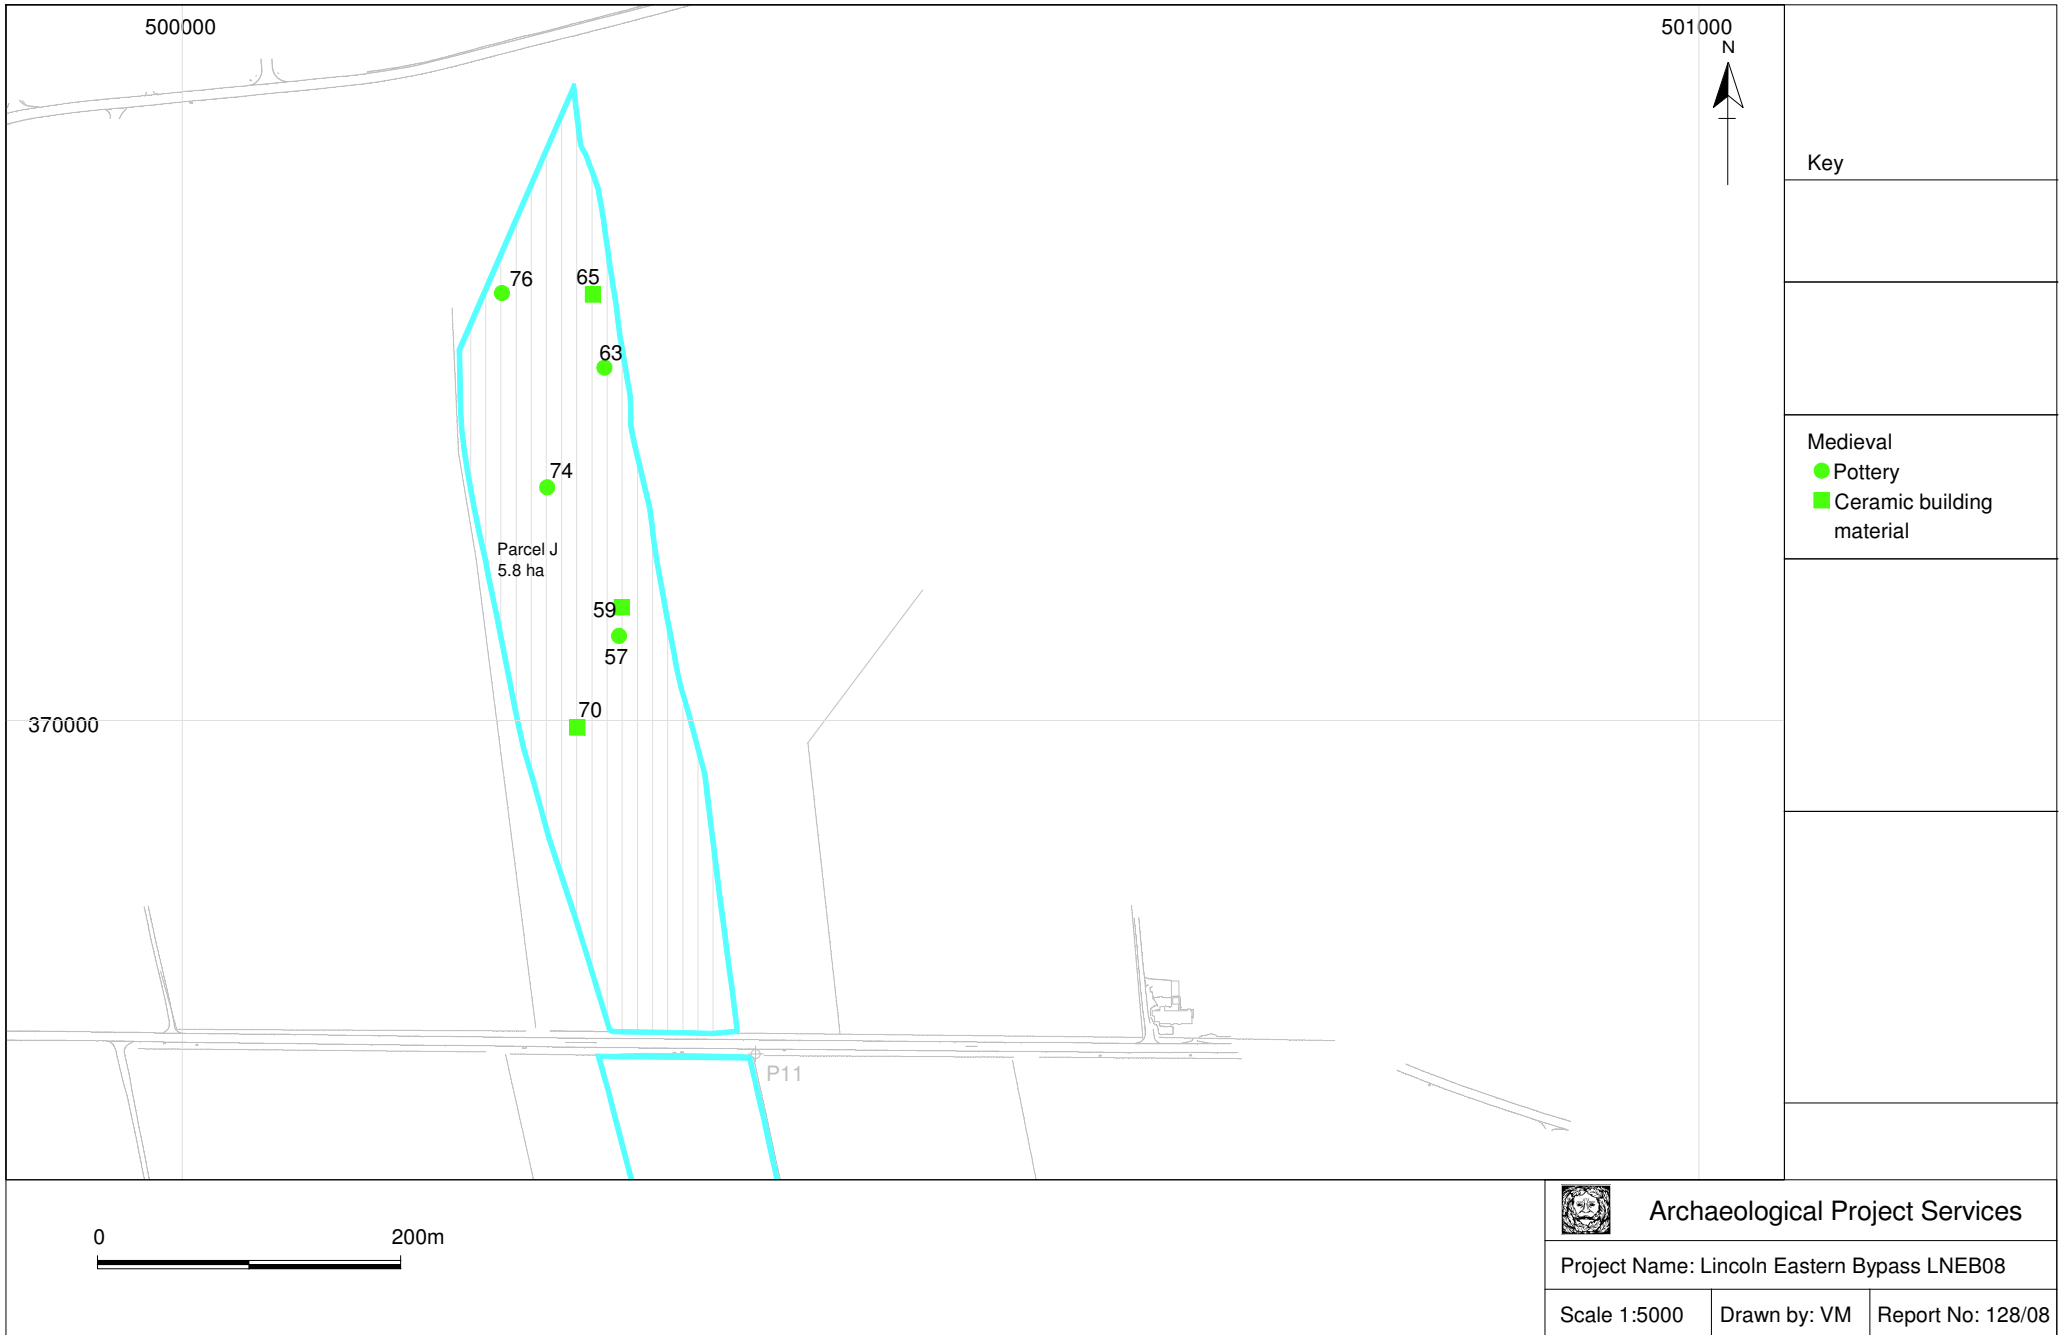 500000
501000
N
Key
76
65
63
74
Medieval
Pottery
Ceramic building
material
Parcel J
5.8 ha
59
57
70
370000
P11
0
200m
Archaeological Project Services
Project Name: Lincoln Eastern Bypass LNEB08
Scale 1:5000
Drawn by: VM
Report No: 128/08